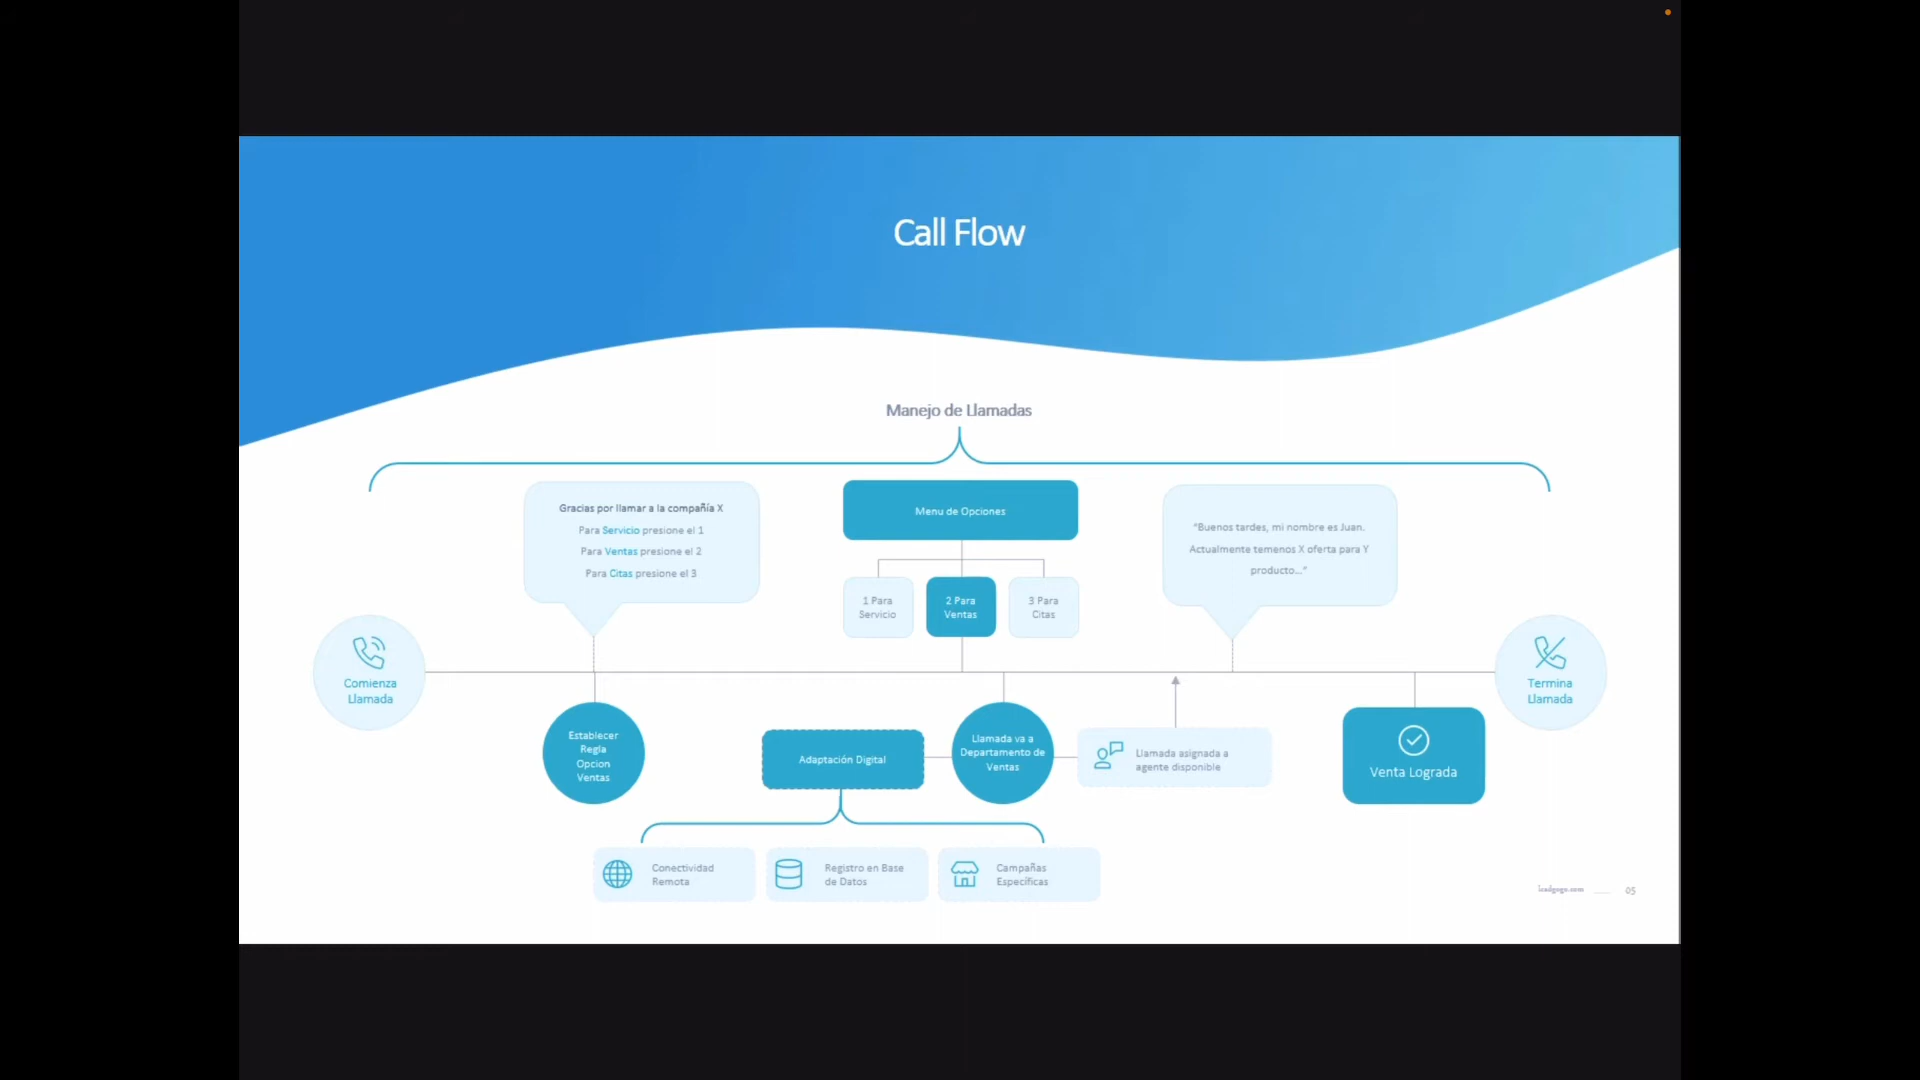 Call Flow
Manejo de Llamadas
Gracias por llamar a la compañía X
Para Servicio presione el 1
Para Ventas presione el 2
Para Citas presione el 3
Menu de Opciones
1 Para
Servicio
2 Para
Ventas
3 Para
Citas
“Buenos tardes, mi nombre es Juan.
Actualmente temenos X oferta para Y
producto...”
Comienza
Llamada
Termina
Llamada
Establecer
Regla
Opcion
Ventas
Adaptación Digital
Llamada va a
Departamento de
Ventas
Llamada asignada a
agente disponible
Venta Lograda
Conectividad
Remota
Registro en Base
de Datos
Campañas
Específicas
leadgogo.com
05